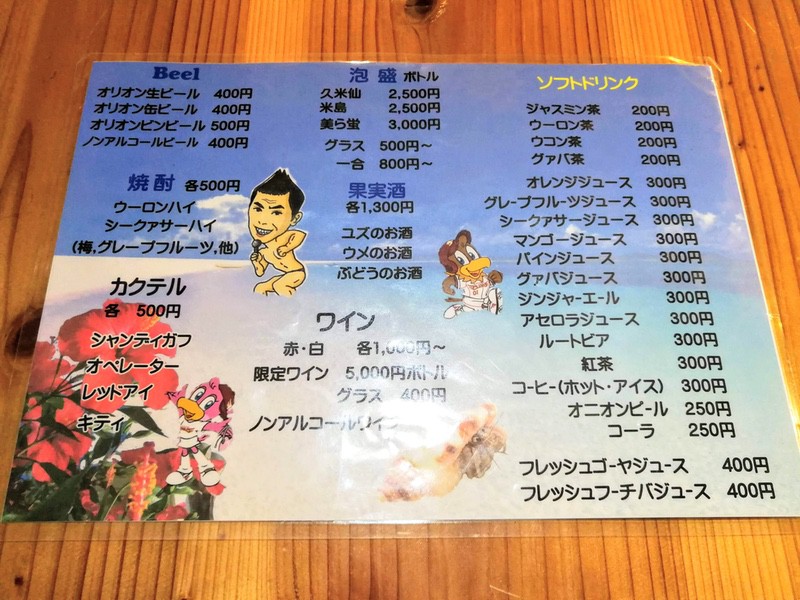 Beel
オリオン生ビール 400円
オリオン缶ビール 400円
オリオンビンビール 500円
ノンアルコールビール 400円
焼酎 各500円
ウーロンハイ
シークァサーハイ
(梅,グレープフルーツ,他)
カクテル
各 500円
シャンディガフ
オペレーター
レッドアイ
キティ
泡盛 ボトル
久米仙 2,500円
米島 2,500円
美ら蛍 3,000円
グラス 500円～
一合 800円～
果実酒
各1,300円
ユズのお酒
ウメのお酒
ぶどうのお酒
ワイン
赤・白 各1,000円～
限定ワイン 5,000円ボトル
グラス 400円
ノンアルコールワイン
ソフトドリンク
ジャスミン茶 200円
ウーロン茶 200円
ウコン茶 200円
グァバ茶 200円
オレンジジュース 300円
グレープフルーツジュース 300円
シークァサージュース 300円
マンゴージュース 300円
パインジュース 300円
グァバジュース 300円
ジンジャーエール 300円
アセロラジュース 300円
ルートビア 300円
紅茶 300円
コーヒー(ホット・アイス) 300円
オニオンピール 250円
コーラ 250円
フレッシュゴーヤジュース 400円
フレッシュフーチバジュース 400円